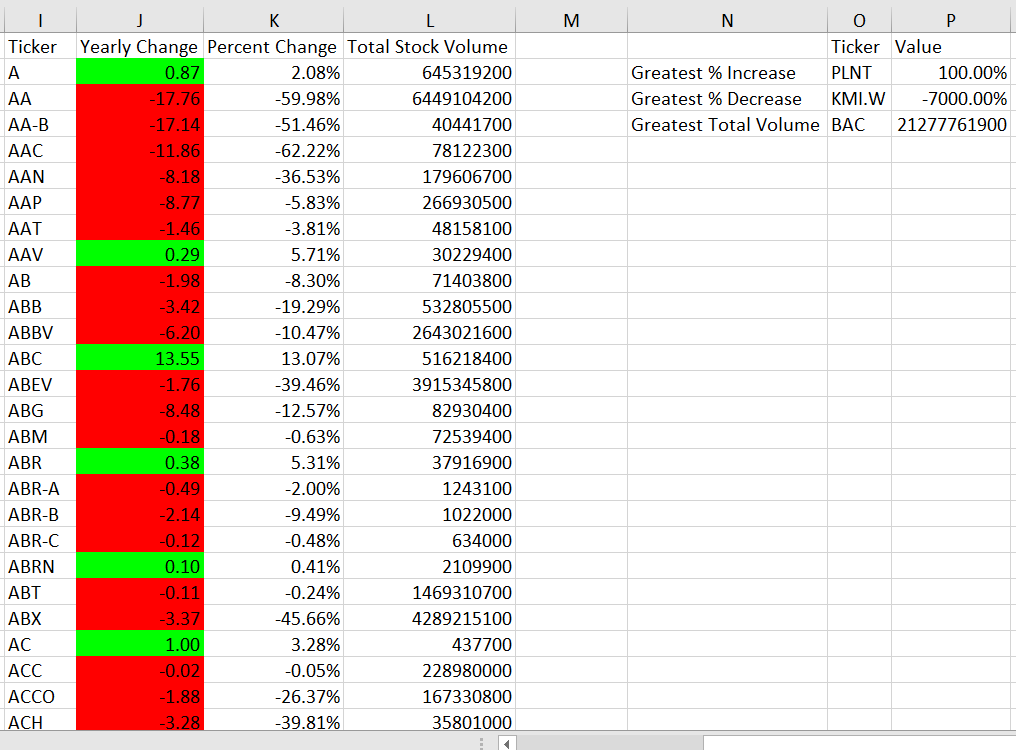 I J K L M N O P
Ticker Yearly Change Percent Change Total Stock Volume Ticker Value
A 0.87 2.08% 645319200 Greatest % Increase PLNT 100.00%
AA -17.76 -59.98% 6449104200 Greatest % Decrease KMI.W -7000.00%
AA-B -17.14 -51.46% 40441700 Greatest Total Volume BAC 21277761900
AAC -11.86 -62.22% 78122300
AAN -8.18 -36.53% 179606700
AAP -8.77 -5.83% 266930500
AAT -1.46 -3.81% 48158100
AAV 0.29 5.71% 30229400
AB -1.98 -8.30% 71403800
ABB -3.42 -19.29% 532805500
ABBV -6.20 -10.47% 2643021600
ABC 13.55 13.07% 516218400
ABEV -1.76 -39.46% 3915345800
ABG -8.48 -12.57% 82930400
ABM -0.18 -0.63% 72539400
ABR 0.38 5.31% 37916900
ABR-A -0.49 -2.00% 1243100
ABR-B -2.14 -9.49% 1022000
ABR-C -0.12 -0.48% 634000
ABRN 0.10 0.41% 2109900
ABT -0.11 -0.24% 1469310700
ABX -3.37 -45.66% 4289215100
AC 1.00 3.28% 437700
ACC -0.02 -0.05% 228980000
ACCO -1.88 -26.37% 167330800
ACH -3.28 -39.81% 35801000